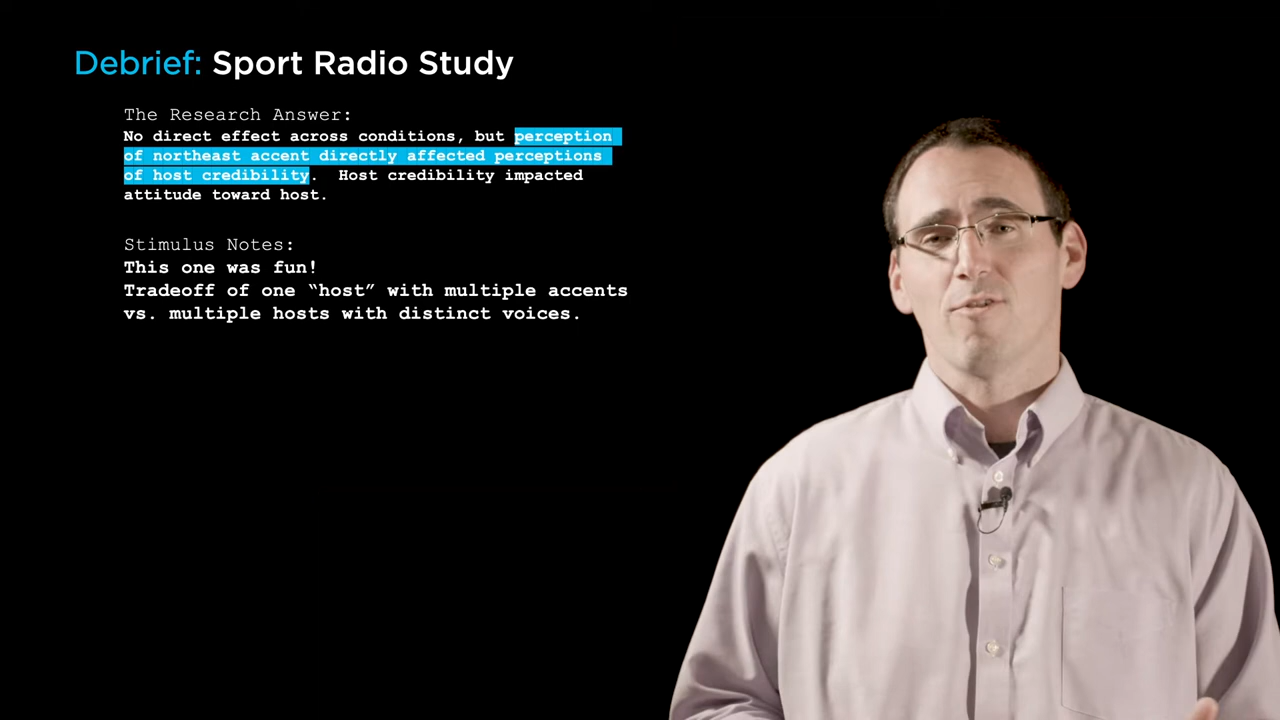 Debrief: Sport Radio Study
The Research Answer:
No direct effect across conditions, but perception
of northeast accent directly affected perceptions
of host credibility.  Host credibility impacted
attitude toward host.
Stimulus Notes:
This one was fun!
Tradeoff of one “host” with multiple accents
vs. multiple hosts with distinct voices.